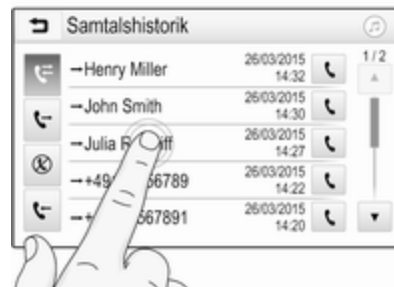 Samtalshistorik
1/2
→Henry Miller 26/03/2015 14:32
→John Smith 26/03/2015 14:30
→Julia 26/03/2015 14:27
26/03/2015 14:22
26/03/2015 14:20